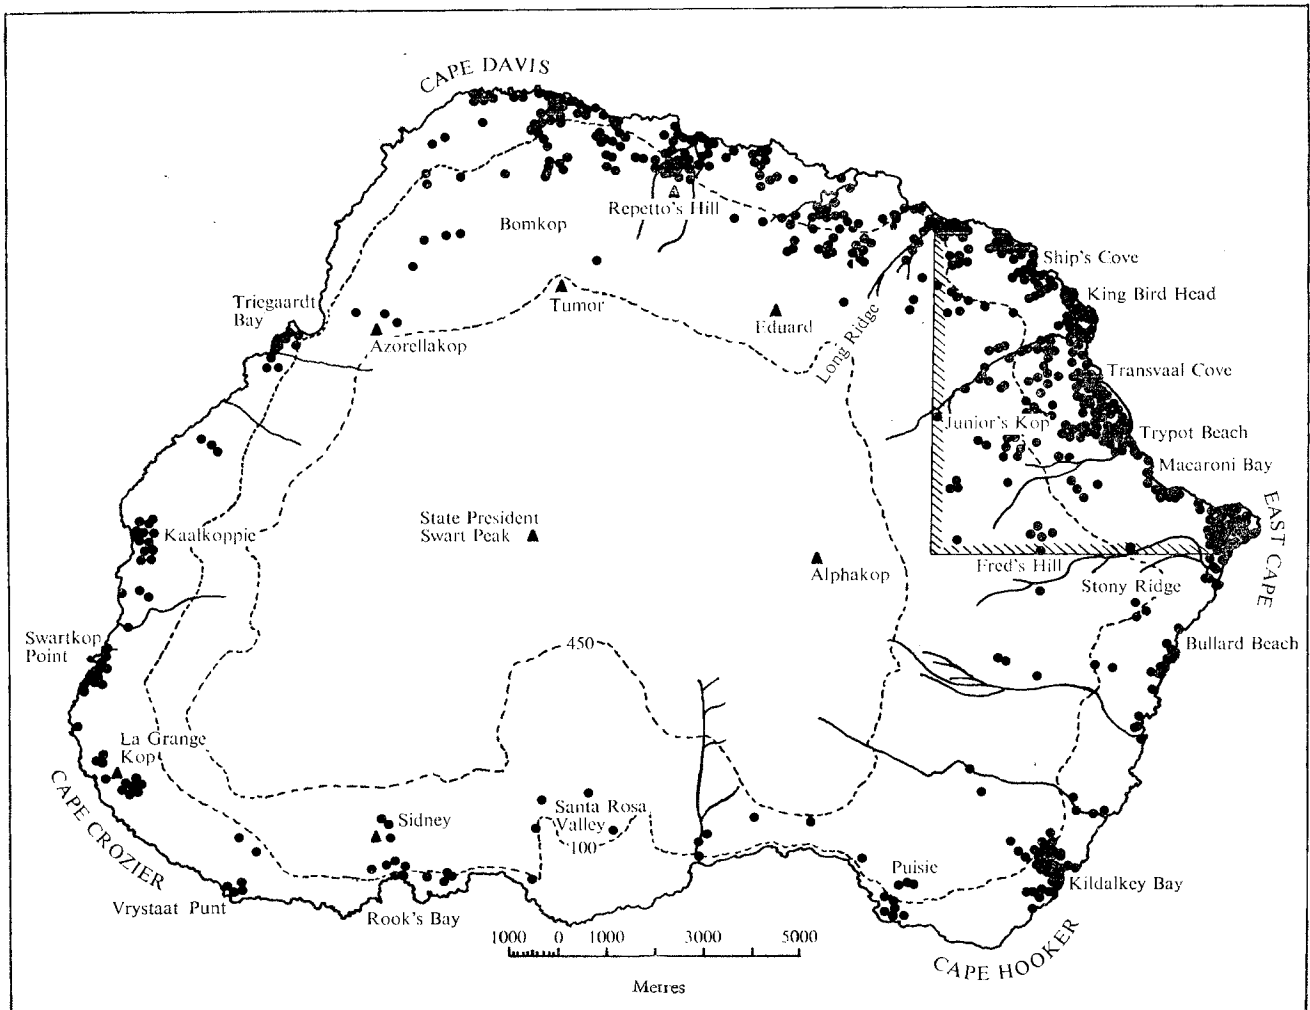 CAPE DAVIS
Repetto's Hill
Bomkop
Ship's Cove
King Bird Head
Triegaardt
Bay
Tumor
Eduard
Azorellakop
Long Ridge
Transvaal Cove
Junior's Kop
Trypot Beach
Macaroni Bay
EAST CAPE
State President
Swart Peak
Kaalkoppie
Alphakop
Fred's Hill
Stony Ridge
Swartkop
Point
450
Bullard Beach
La Grange
Kop
CAPE CROZIER
Santa Rosa
Valley
100
Sidney
Puisie
Kildalkey Bay
Vrystaat Punt
Rook's Bay
CAPE HOOKER
1000 0 1000 3000 5000
Metres